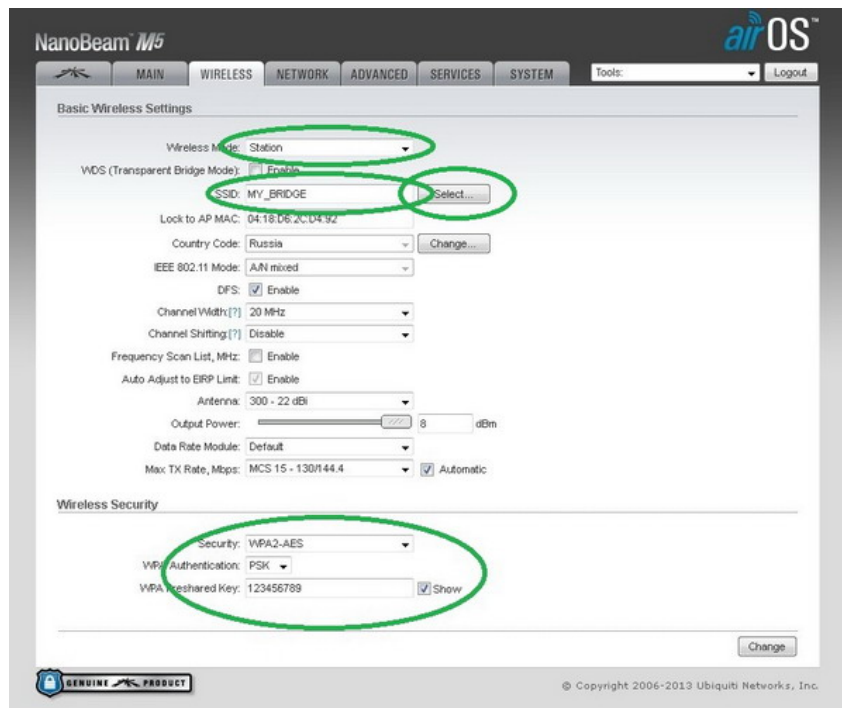 NanoBeam™ M5
airOS™
MAIN WIRELESS NETWORK ADVANCED SERVICES SYSTEM Tools: Logout
Basic Wireless Settings
Wireless Mode: Station
WDS (Transparent Bridge Mode): Enable
SSID: MY_BRIDGE Select...
Lock to AP MAC: 04:18:D6:2C:D4:92
Country Code: Russia Change...
IEEE 802.11 Mode: A/N mixed
DFS: Enable
Channel Width:[?] 20 MHz
Channel Shifting:[?] Disable
Frequency Scan List, MHz: Enable
Auto Adjust to EIRP Limit: Enable
Antenna: 300 - 22 dBi
Output Power: 8 dBm
Data Rate Module: Default
Max TX Rate, Mbps: MCS 15 - 130/144.4 Automatic
Wireless Security
Security: WPA2-AES
WPA Authentication: PSK
WPA Preshared Key: 123456789 Show
Change
GENUINE PRODUCT
© Copyright 2006-2013 Ubiquiti Networks, Inc.